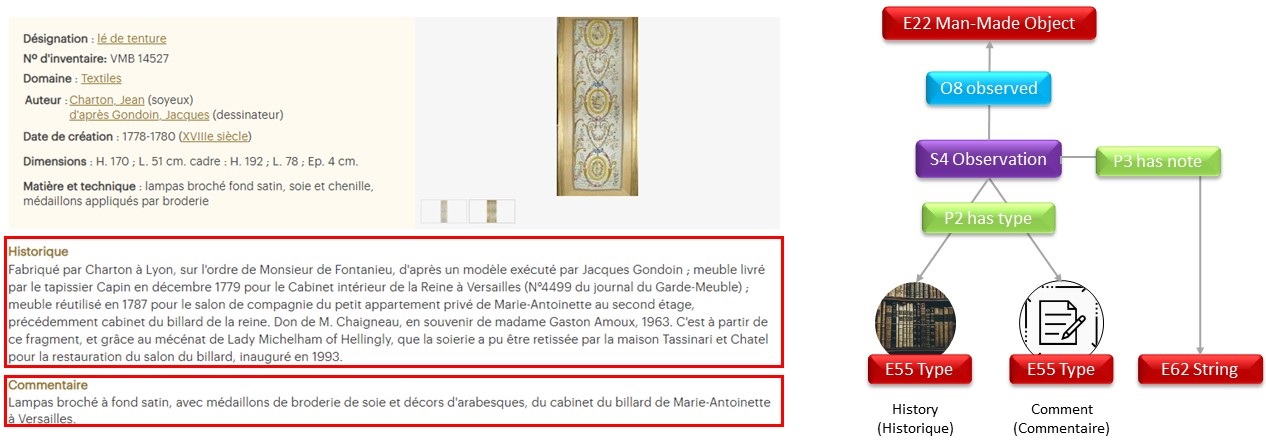 Désignation : lé de tenture
Nº d'inventaire: VMB 14527
Domaine : Textiles
Auteur : Charton, Jean (soyeux)
d'après Gondoin, Jacques (dessinateur)
Date de création : 1778-1780 (XVIIIe siècle)
Dimensions : H. 170 ; L. 51 cm. cadre : H. 192 ; L. 78 ; Ep. 4 cm.
Matière et technique : lampas broché fond satin, soie et chenille,
médaillons appliqués par broderie
Historique
Fabriqué par Charton à Lyon, sur l'ordre de Monsieur de Fontanieu, d'après un modèle exécuté par Jacques Gondoin ; meuble livré
par le tapissier Capin en décembre 1779 pour le Cabinet intérieur de la Reine à Versailles (N°4499 du journal du Garde-Meuble) ;
meuble réutilisé en 1787 pour le salon de compagnie du petit appartement privé de Marie-Antoinette au second étage,
précédemment cabinet du billard de la reine. Don de M. Chaigneau, en souvenir de madame Gaston Amoux, 1963. C'est à partir de
ce fragment, et grâce au mécénat de Lady Michelham of Hellingly, que la soierie a pu être retissée par la maison Tassinari et Chatel
pour la restauration du salon du billard, inauguré en 1993.
Commentaire
Lampas broché à fond satin, avec médaillons de broderie de soie et décors d'arabesques, du cabinet du billard de Marie-Antoinette
à Versailles.
E22 Man-Made Object
O8 observed
S4 Observation
P3 has note
P2 has type
E55 Type
E55 Type
E62 String
History
(Historique)
Comment
(Commentaire)